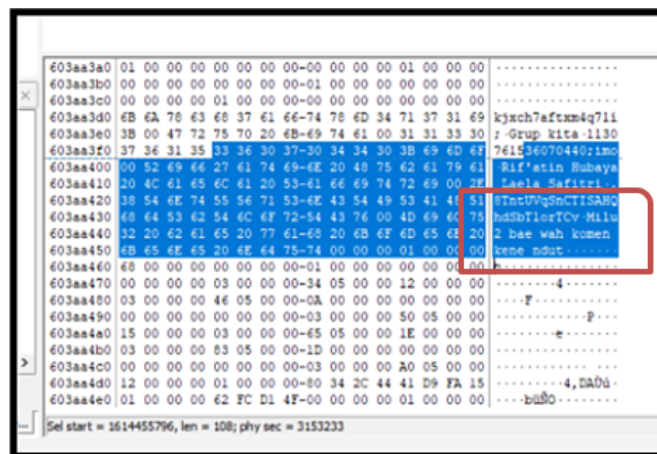 603aa3a0 01 00 00 00 00 00 00 00-00 00 00 00 01 00 00 00 ················
603aa3b0 00 00 00 00 00 00 00 00-01 00 00 00 00 00 00 00 ················
603aa3c0 00 00 00 00 01 00 00 00 00 00 00 00 00 00 00 00 ················
603aa3d0 6B 6A 78 63 68 37 61 66-74 78 6D 34 71 37 31 69 kjxch7aftxm4q71i
603aa3e0 3B 00 47 72 75 70 20 6B-69 74 61 00 31 31 33 30 ;·Grup kita·1130
603aa3f0 37 36 31 35 33 36 30 37-30 34 34 30 3B 69 6D 6F 761536070440;imo
603aa400 00 52 69 66 27 61 74 69-6E 20 48 75 62 61 79 61 ·Rif'atin Hubaya
603aa410 20 4C 61 65 6C 61 20 53-61 66 69 74 72 69 00 2E Laela Safitri·.
603aa420 38 54 6E 74 55 56 71 53-6E 43 54 49 53 41 48 51 8TntUVqSnCTISAHQ
603aa430 68 64 53 62 54 6C 6F 72-54 43 76 00 4D 69 6C 75 hdSbTlorTCv·Milu
603aa440 32 20 62 61 65 20 77 61-68 20 6B 6F 6D 65 6E 20 2 bae wah komen
603aa450 6B 65 6E 65 20 6E 64 75-74 00 00 00 01 00 00 00 kene ndut·······
603aa460 68 00 00 00 00 00 00 00-01 00 00 00 00 00 00 00 h···············
603aa470 00 00 00 00 03 00 00 00-34 05 00 00 12 00 00 00 ········4·······
603aa480 03 00 00 00 46 05 00 00-0A 00 00 00 00 00 00 00 ····F···········
603aa490 00 00 00 00 00 00 00 00-03 00 00 00 50 05 00 00 ············P···
603aa4a0 15 00 00 00 03 00 00 00-65 05 00 00 1E 00 00 00 ········e·······
603aa4b0 03 00 00 00 83 05 00 00-1D 00 00 00 00 00 00 00 ················
603aa4c0 00 00 00 00 00 00 00 00-03 00 00 00 A0 05 00 00 ················
603aa4d0 12 00 00 00 01 00 00 00-80 34 2C 44 41 D9 FA 15 ·········4,DAÙú·
603aa4e0 01 00 00 00 62 FC D1 4F-00 00 00 00 01 00 00 00 ····büÑO········
Sel start = 1614455796, len = 108; phy sec = 3153233